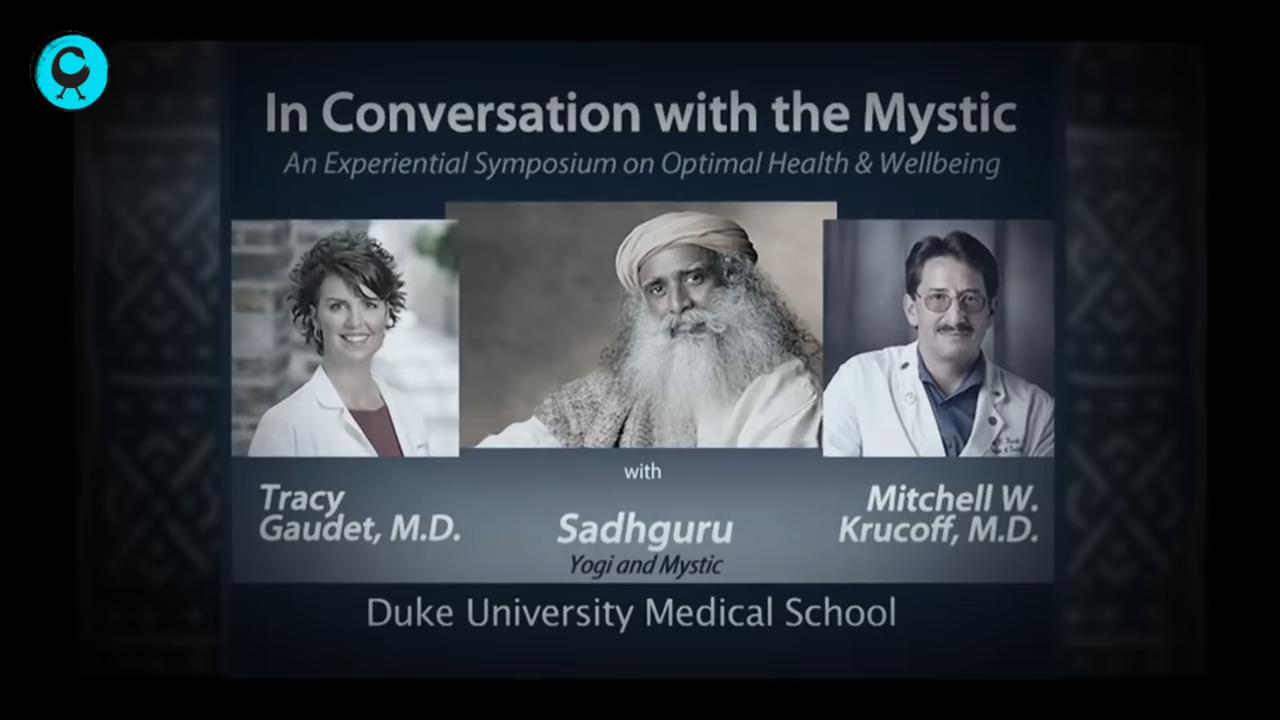 In Conversation with the Mystic
An Experiential Symposium on Optimal Health & Wellbeing
with
Tracy
Gaudet, M.D.
Sadhguru
Yogi and Mystic
Mitchell W.
Krucoff, M.D.
Duke University Medical School